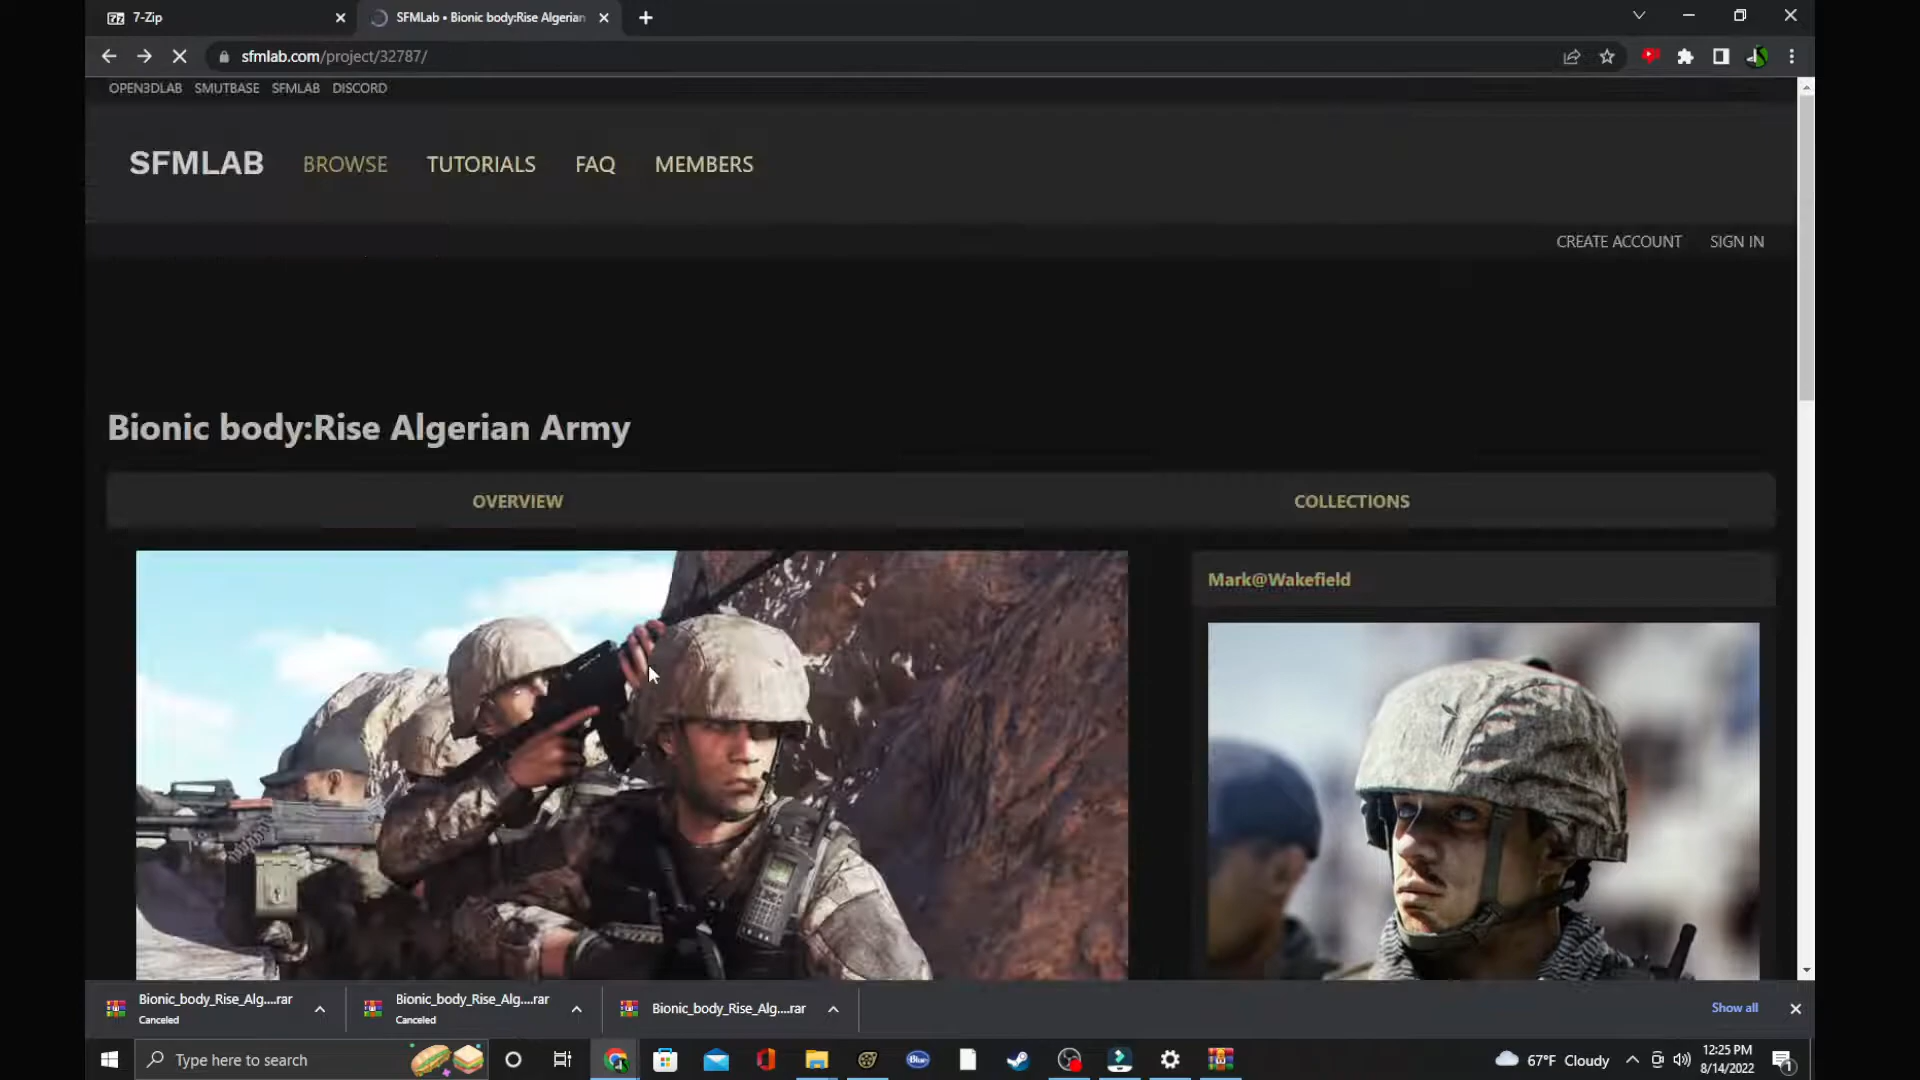 7-Zip
SFMLab • Bionic body:Rise Algerian
sfmlab.com/project/32787/
OPEN3DLAB SMUTBASE SFMLAB DISCORD
SFMLAB BROWSE TUTORIALS FAQ MEMBERS
CREATE ACCOUNT SIGN IN
Bionic body:Rise Algerian Army
OVERVIEW COLLECTIONS
Mark@Wakefield
Bionic_body_Rise_Alg....rar
Canceled
Bionic_body_Rise_Alg....rar
Canceled
Bionic_body_Rise_Alg....rar
Show all
Type here to search
67°F Cloudy
12:25 PM
8/14/2022
1